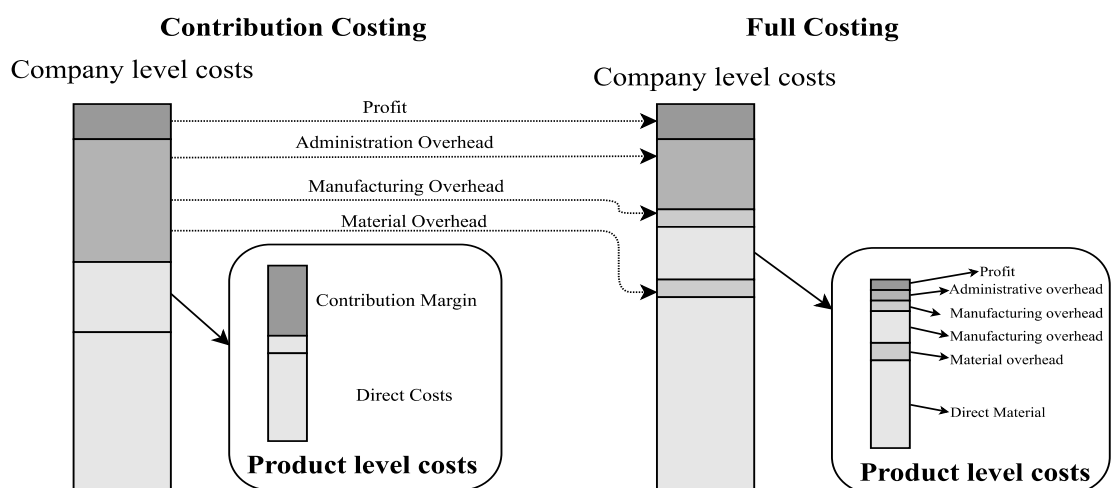 Contribution Costing
Full Costing
Company level costs
Company level costs
Profit
Administration Overhead
Manufacturing Overhead
Material Overhead
Contribution Margin
Direct Costs
Product level costs
Profit
Administrative overhead
Manufacturing overhead
Manufacturing overhead
Material overhead
Direct Material
Product level costs